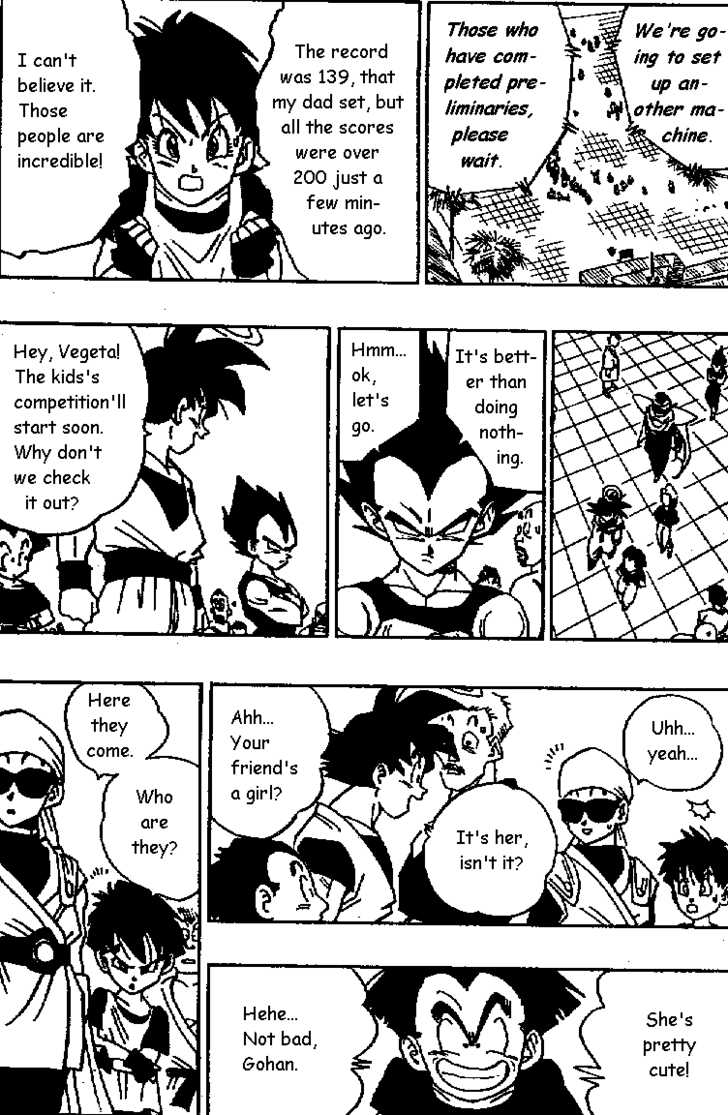 I can't
believe it.
Those
people are
incredible!
The record
was 139, that
my dad set, but
all the scores
were over
200 just a
few min-
utes ago.
Those who
have com-
pleted pre-
liminaries,
please
wait.
We're go-
ing to set
up an-
other ma-
chine.
Hey, Vegeta!
The kids's
competition'll
start soon.
Why don't
we check
it out?
Hmm...
ok,
let's
go.
It's bett-
er than
doing
noth-
ing.
Here
they
come.
Who
are
they?
Ahh...
Your
friend's
a girl?
It's her,
isn't it?
Uhh...
yeah...
Hehe...
Not bad,
Gohan.
She's
pretty
cute!